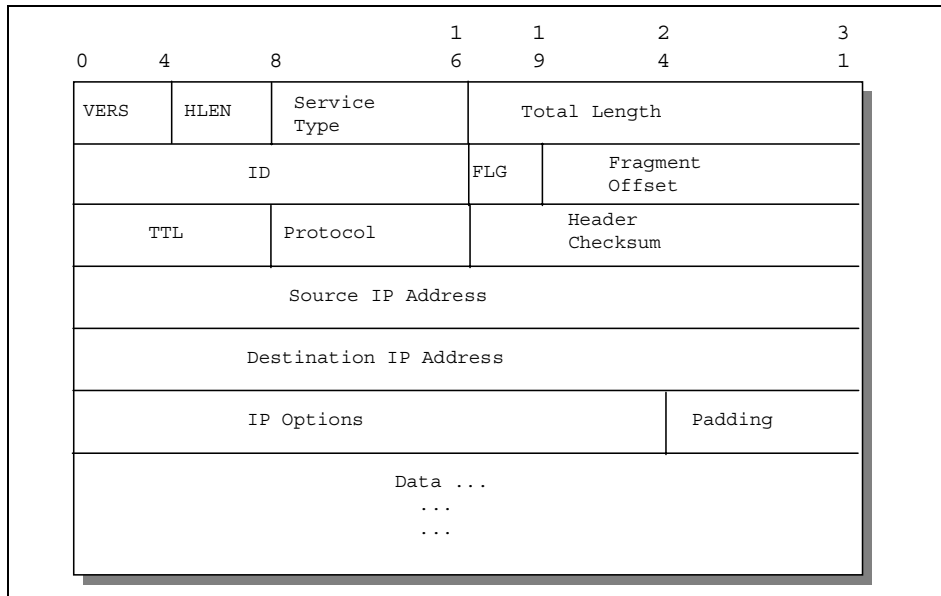 1 1 2 3
0 4 8 6 9 4 1
VERS HLEN Service Type Total Length
ID FLG Fragment Offset
TTL Protocol Header Checksum
Source IP Address
Destination IP Address
IP Options Padding
Data ...
...
...